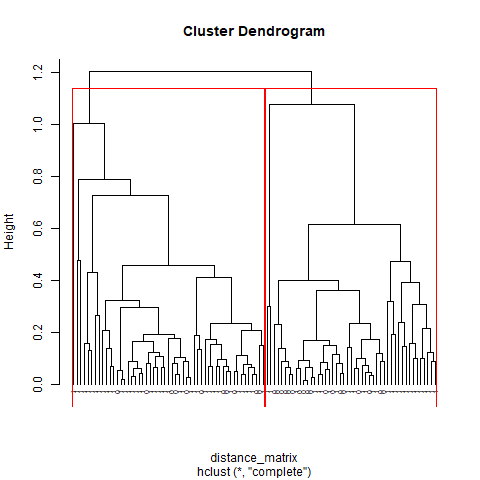 Cluster Dendrogram
Height
1.2
1.0
0.8
0.6
0.4
0.2
0.0
distance_matrix
hclust (*, "complete")